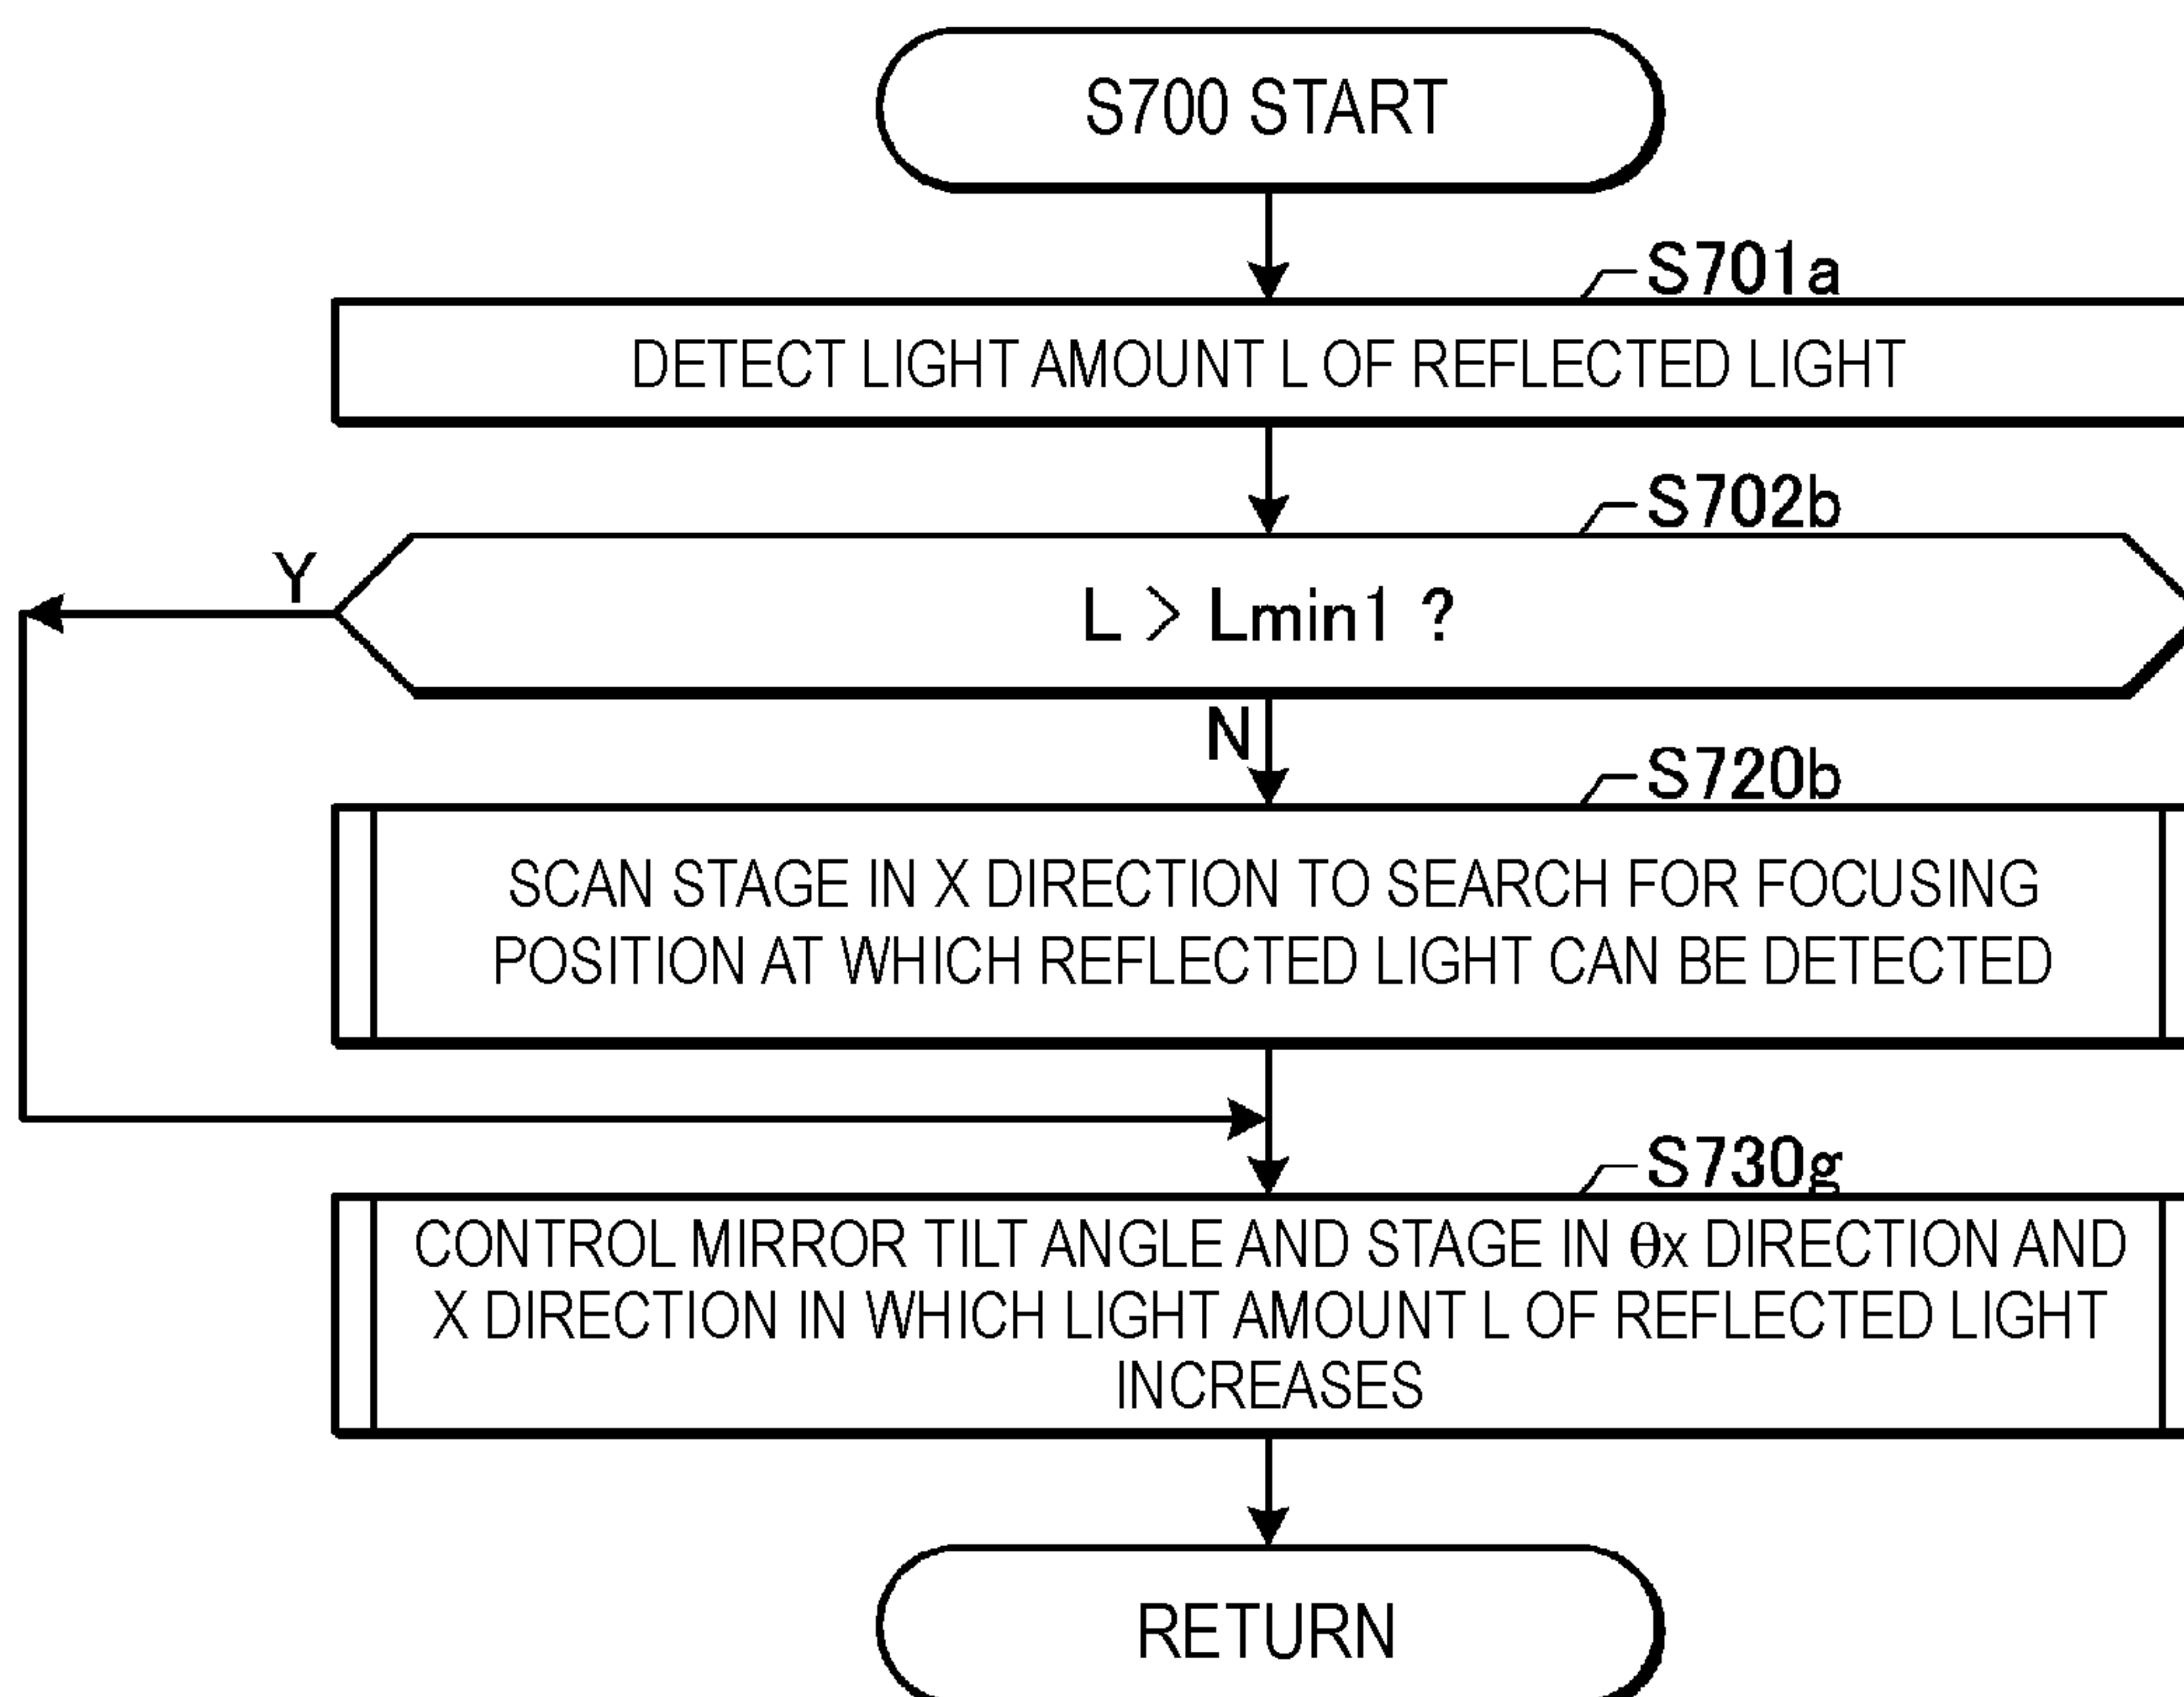 S700 START
S701a
DETECT LIGHT AMOUNT L OF REFLECTED LIGHT
S702b
Y
L > Lmin1 ?
N
S720b
SCAN STAGE IN X DIRECTION TO SEARCH FOR FOCUSING
POSITION AT WHICH REFLECTED LIGHT CAN BE DETECTED
S730g
CONTROL MIRROR TILT ANGLE AND STAGE IN θx DIRECTION AND
X DIRECTION IN WHICH LIGHT AMOUNT L OF REFLECTED LIGHT
INCREASES
RETURN